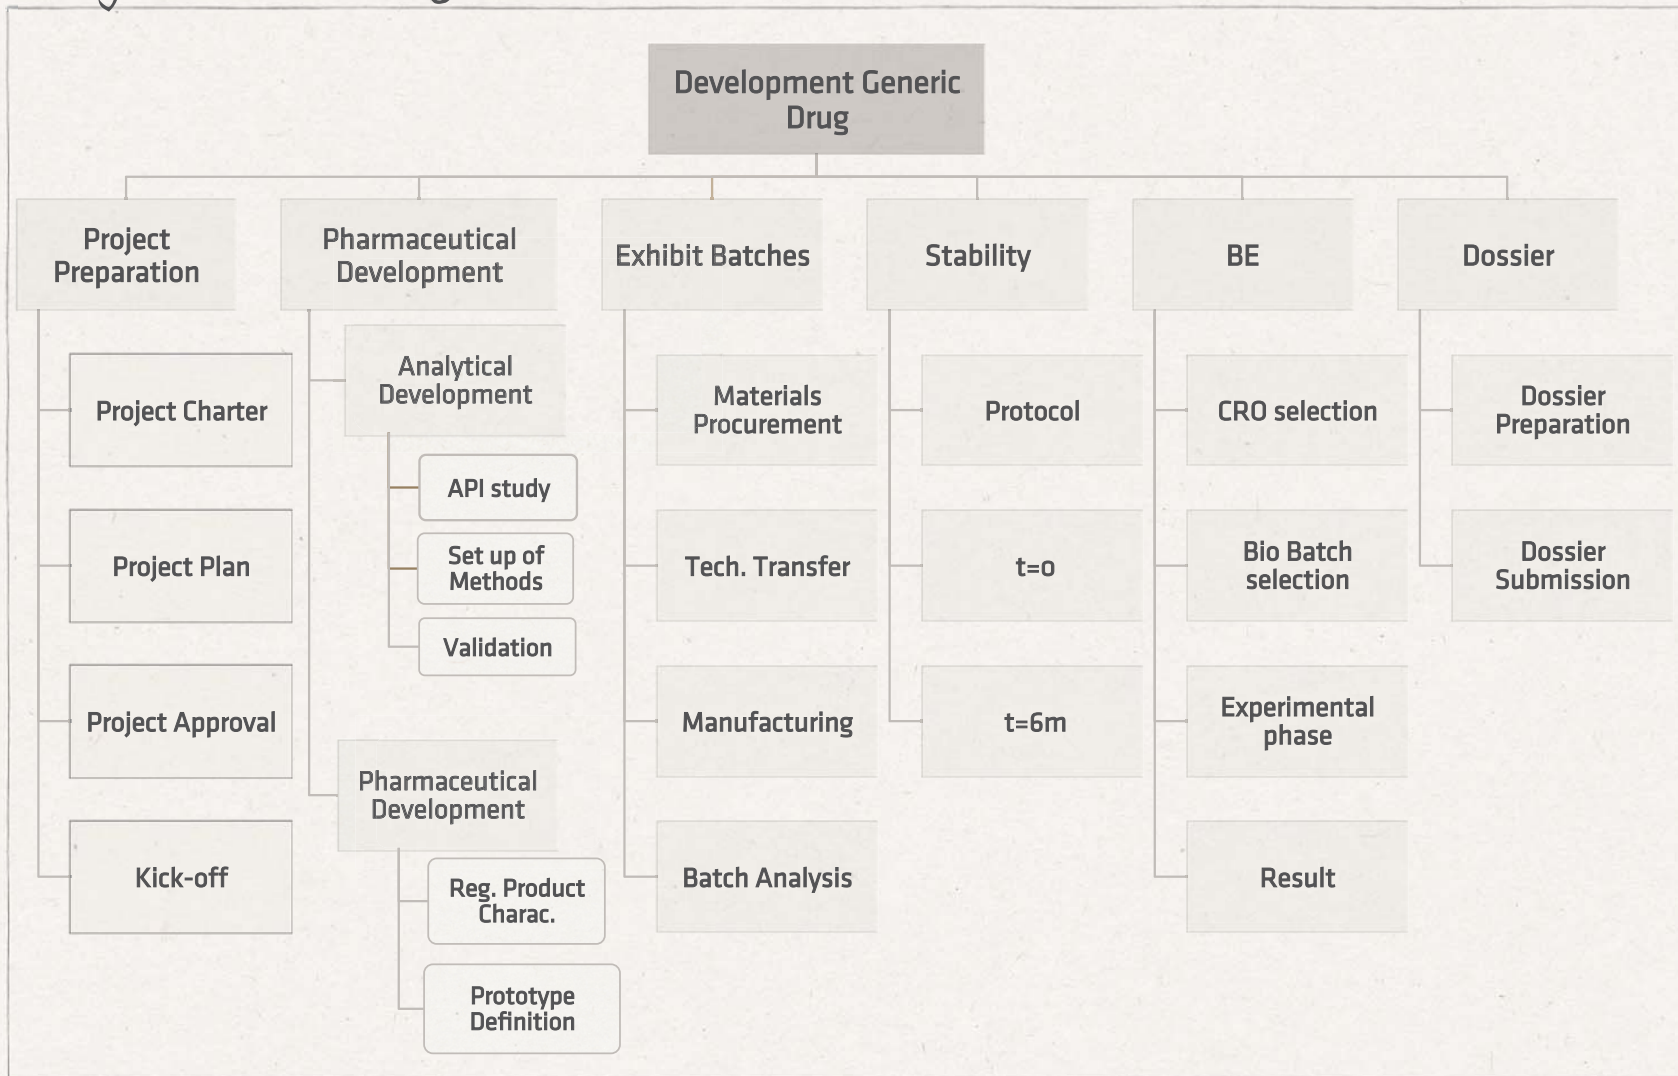 Development Generic
Drug
Project
Preparation
Project Charter
Project Plan
Project Approval
Kick-off
Pharmaceutical
Development
Analytical
Development
API study
Set up of
Methods
Validation
Pharmaceutical
Development
Reg. Product
Charac.
Prototype
Definition
Exhibit Batches
Materials
Procurement
Tech. Transfer
Manufacturing
Batch Analysis
Stability
Protocol
t=0
t=6m
BE
CRO selection
Bio Batch
selection
Experimental
phase
Result
Dossier
Dossier
Preparation
Dossier
Submission